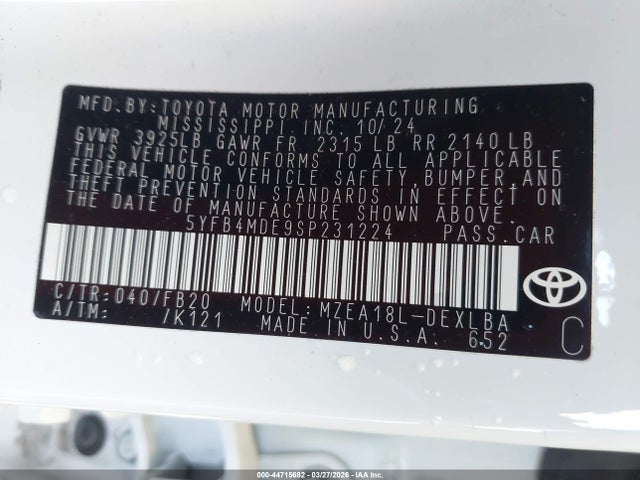 MFD.BY:TOYOTA MOTOR MANUFACTURING
MISSISSIPPI INC. 10/24
GVWR 3925LB GAWR FR 2315 LB RR 2140 LB
THIS VEHICLE CONFORMS TO ALL APPLICABLE
FEDERAL MOTOR VEHICLE SAFETY,BUMPER,AND
THEFT PREVENTION STANDARDS IN EFFECT ON
THE DATE OF MANUFACTURE SHOWN ABOVE.
5YFB4MDE9SP231224 PASS.CAR
C/TR:040/FB20 MODEL:MZEA18L-DEXLBA
A/TM: /K121 MADE IN U.S.A. 652
TOYOTA
C
000-44715682 | 03/27/2026 | IAA Inc.